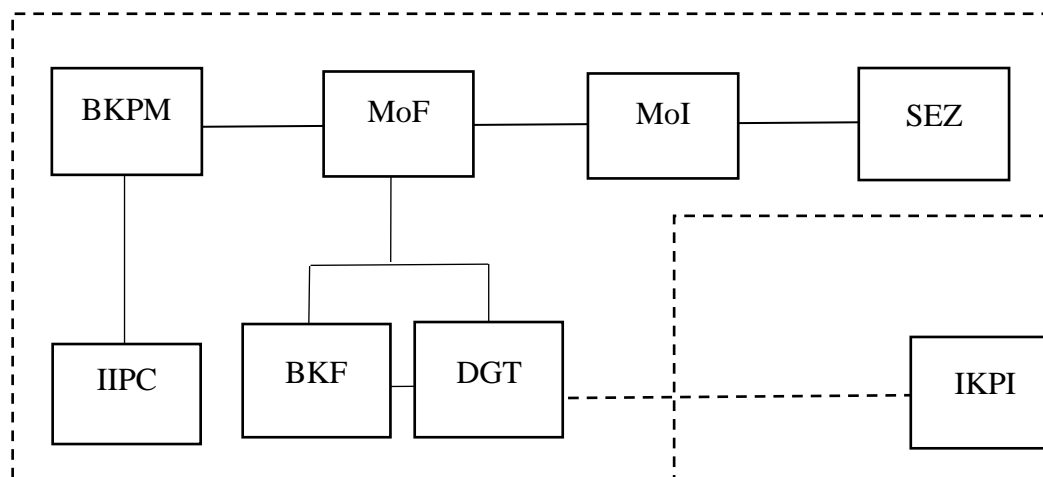 BKPM
MoF
MoI
SEZ
IIPC
BKF
DGT
IKPI